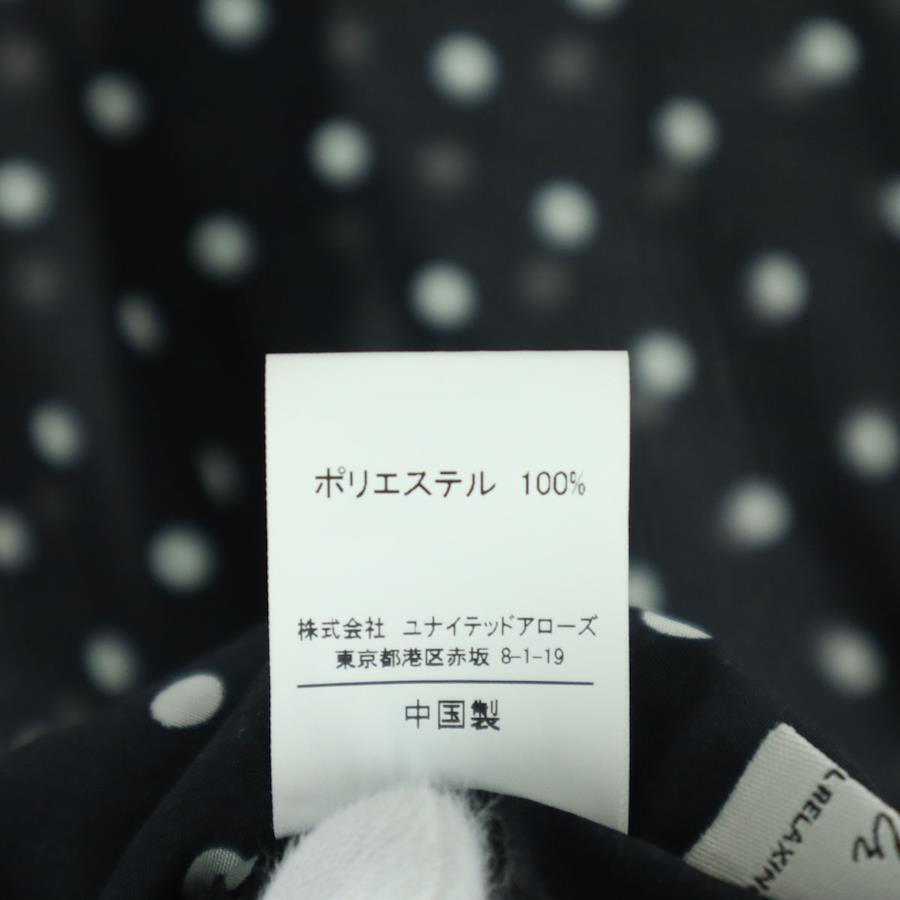 ポリエステル 100%
株式会社 ユナイテッドアローズ
東京都港区赤坂 8-1-19
中国製